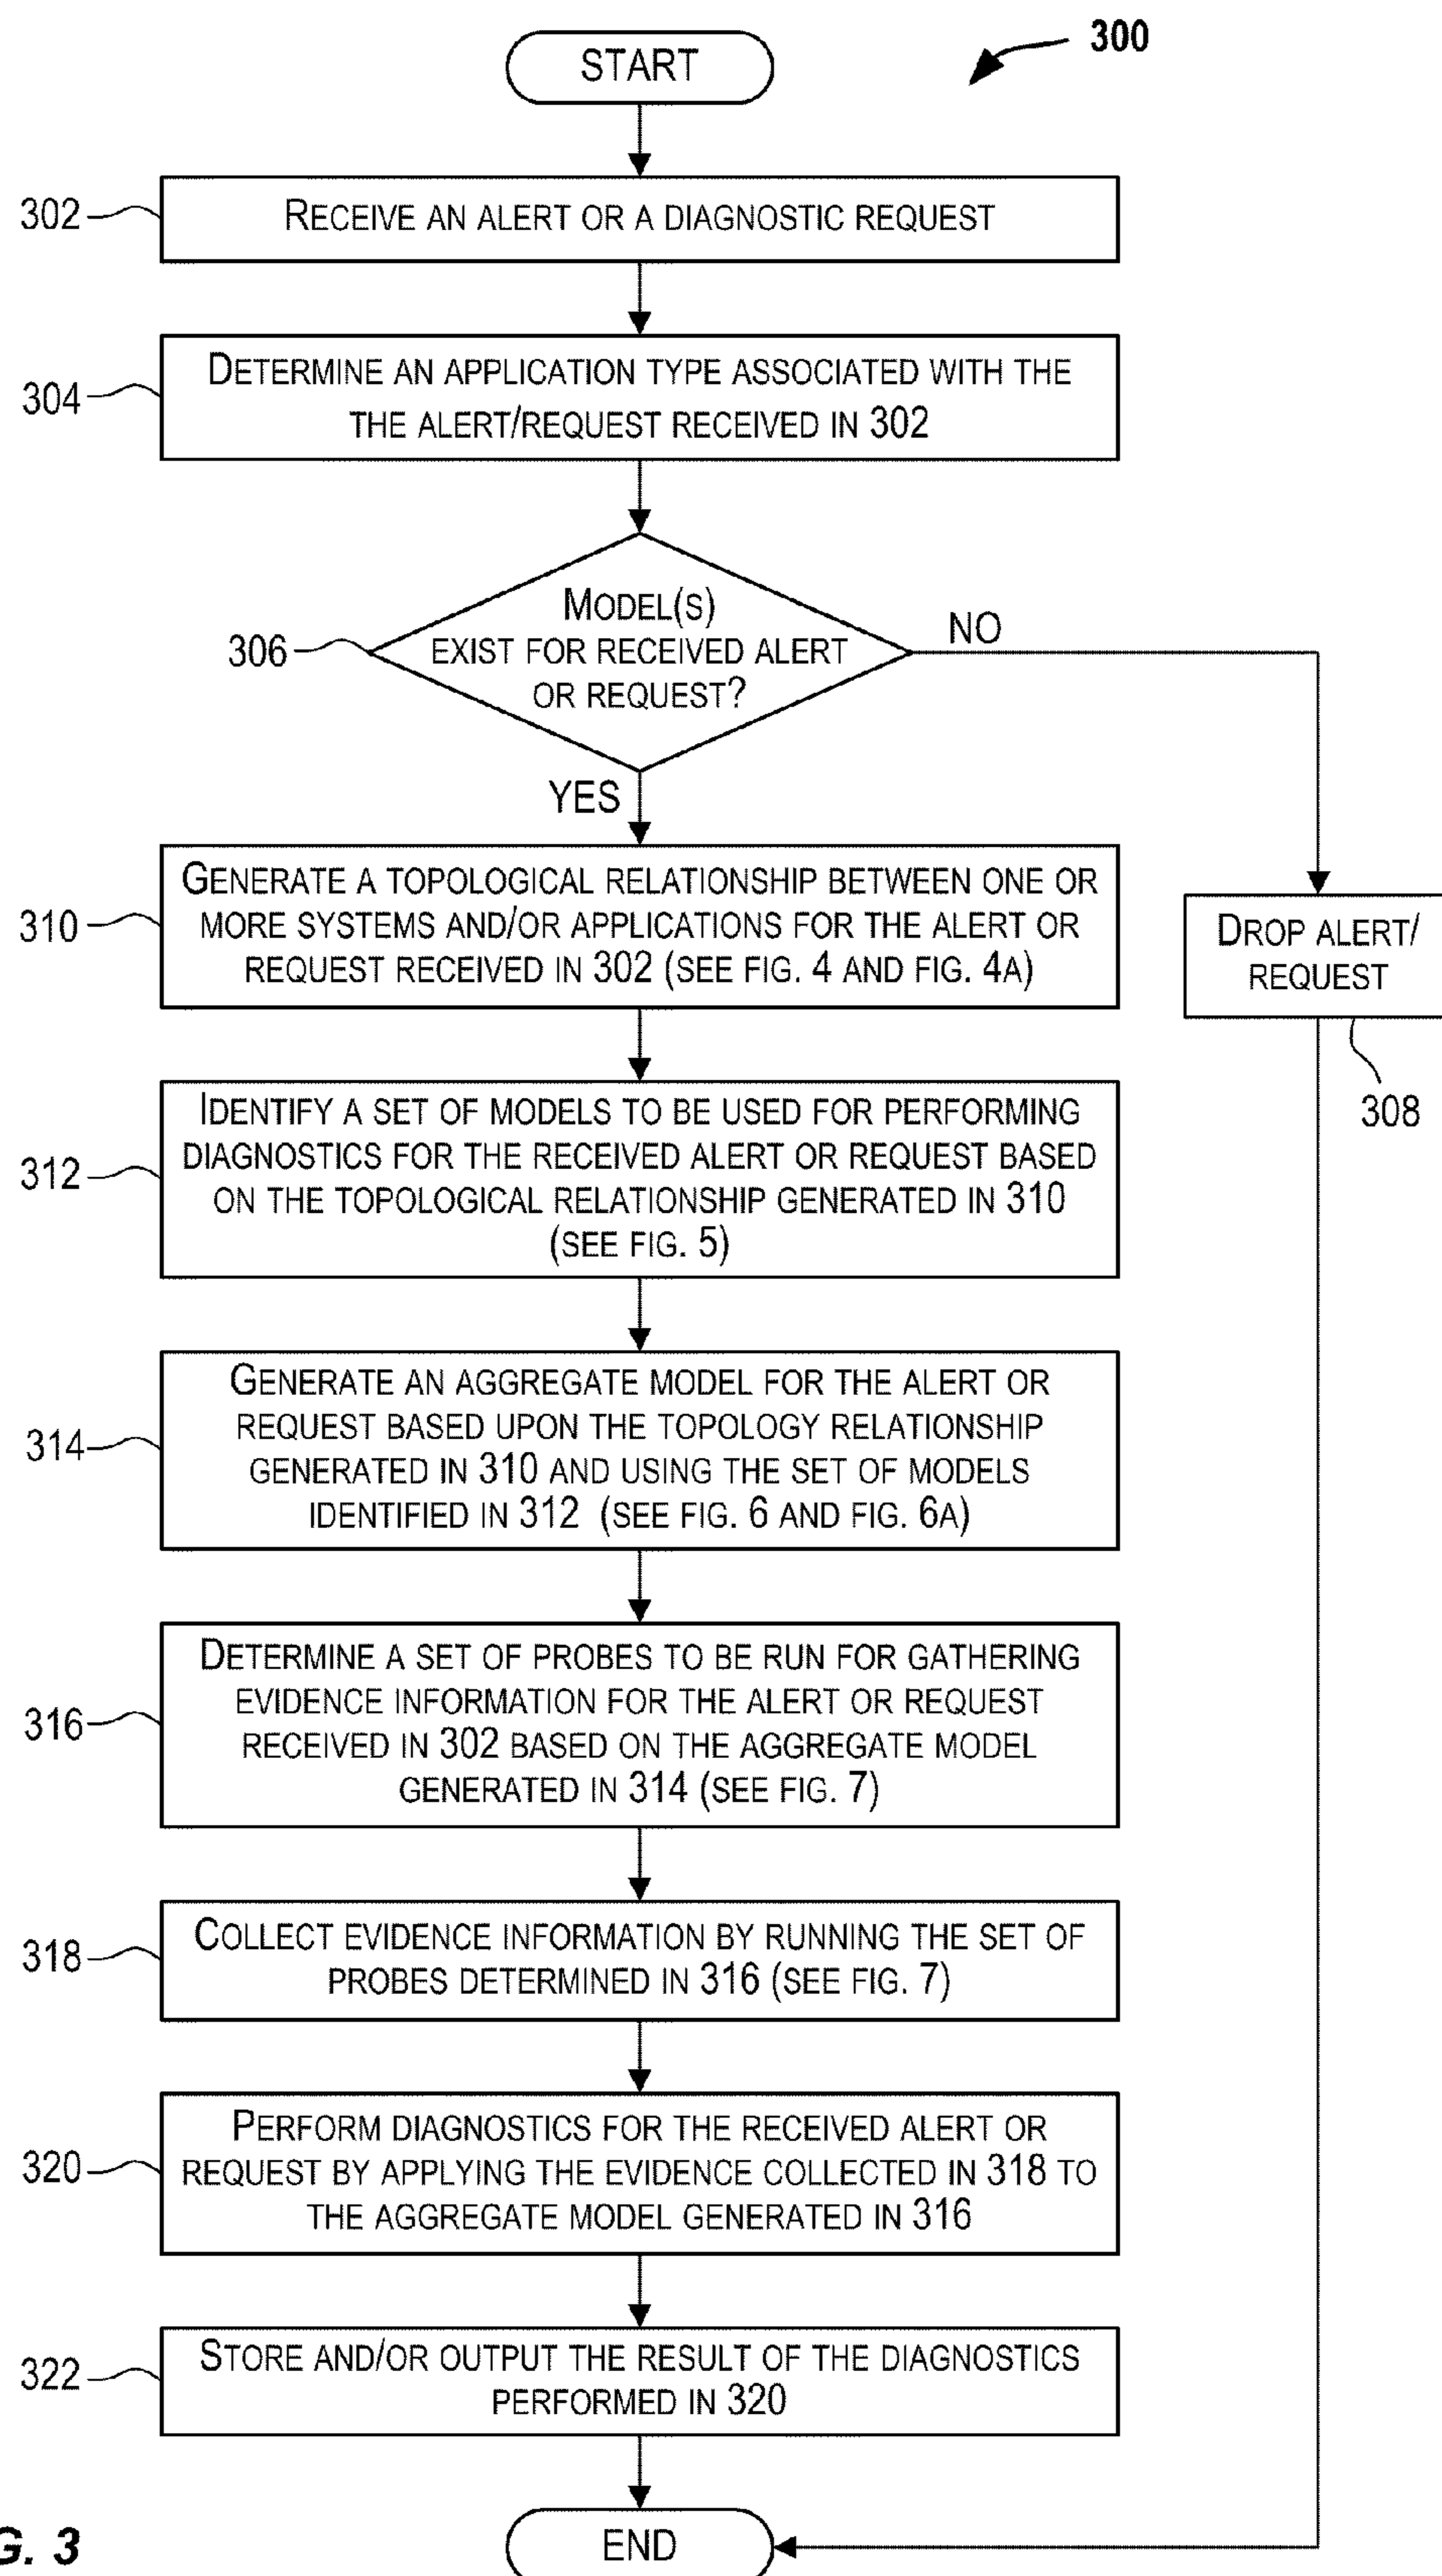 300
START
302
RECEIVE AN ALERT OR A DIAGNOSTIC REQUEST
304
DETERMINE AN APPLICATION TYPE ASSOCIATED WITH THE
THE ALERT/REQUEST RECEIVED IN 302
306
MODEL(S)
EXIST FOR RECEIVED ALERT
OR REQUEST?
NO
YES
310
GENERATE A TOPOLOGICAL RELATIONSHIP BETWEEN ONE OR
MORE SYSTEMS AND/OR APPLICATIONS FOR THE ALERT OR
REQUEST RECEIVED IN 302 (SEE FIG. 4 AND FIG. 4A)
DROP ALERT/
REQUEST
308
312
IDENTIFY A SET OF MODELS TO BE USED FOR PERFORMING
DIAGNOSTICS FOR THE RECEIVED ALERT OR REQUEST BASED
ON THE TOPOLOGICAL RELATIONSHIP GENERATED IN 310
(SEE FIG. 5)
314
GENERATE AN AGGREGATE MODEL FOR THE ALERT OR
REQUEST BASED UPON THE TOPOLOGY RELATIONSHIP
GENERATED IN 310 AND USING THE SET OF MODELS
IDENTIFIED IN 312 (SEE FIG. 6 AND FIG. 6A)
316
DETERMINE A SET OF PROBES TO BE RUN FOR GATHERING
EVIDENCE INFORMATION FOR THE ALERT OR REQUEST
RECEIVED IN 302 BASED ON THE AGGREGATE MODEL
GENERATED IN 314 (SEE FIG. 7)
318
COLLECT EVIDENCE INFORMATION BY RUNNING THE SET OF
PROBES DETERMINED IN 316 (SEE FIG. 7)
320
PERFORM DIAGNOSTICS FOR THE RECEIVED ALERT OR
REQUEST BY APPLYING THE EVIDENCE COLLECTED IN 318 TO
THE AGGREGATE MODEL GENERATED IN 316
322
STORE AND/OR OUTPUT THE RESULT OF THE DIAGNOSTICS
PERFORMED IN 320
END
G. 3